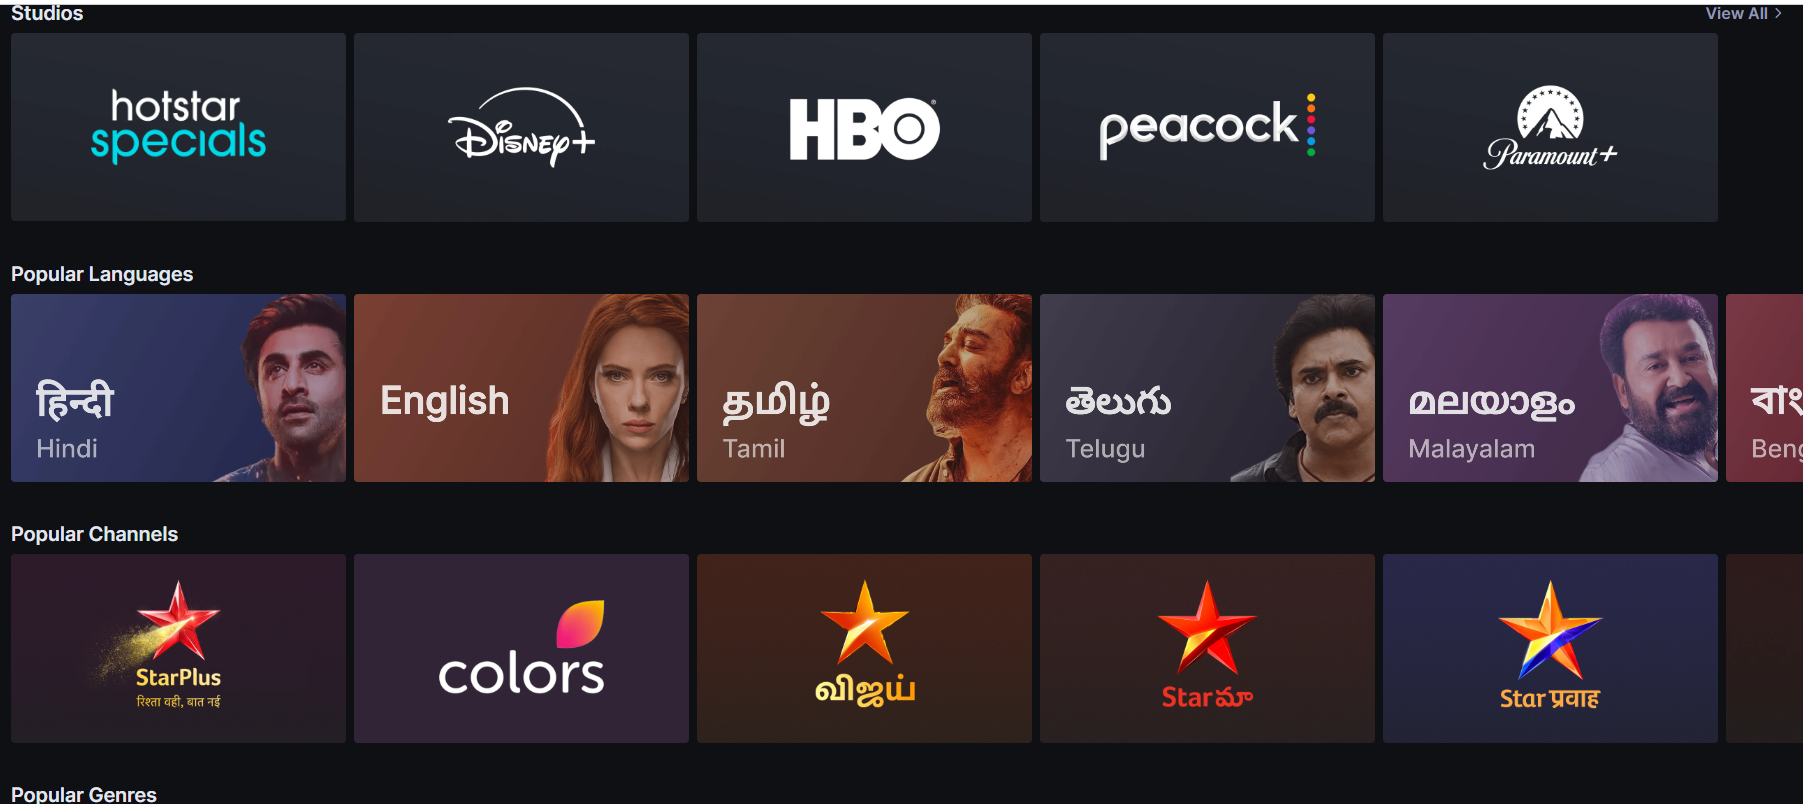 Studios
View All >
hotstar
specials
Disney+
HBO
peacock
Paramount+
Popular Languages
हिन्दी
Hindi
English
தமிழ்
Tamil
తెలుగు
Telugu
മലയാളം
Malayalam
বাং
Beng
Popular Channels
StarPlus
रिश्ता वही, बात नई
colors
விஜய்
Star మా
Star प्रवाह
Popular Genres